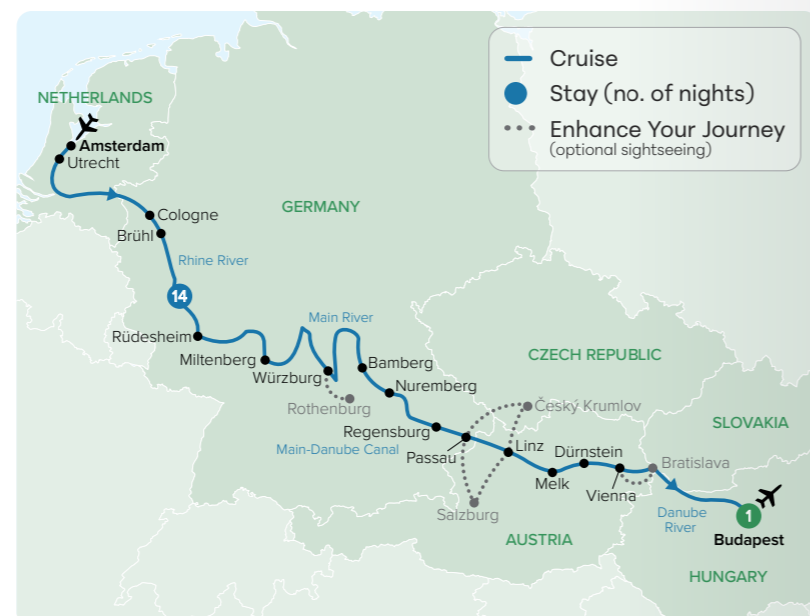 Cruise
Stay (no. of nights)
Enhance Your Journey
(optional sightseeing)
NETHERLANDS
Amsterdam
Utrecht
Cologne
Brühl
GERMANY
Rhine River
14
Rüdesheim
Main River
Miltenberg
Würzburg
Bamberg
Nuremberg
Rothenburg
CZECH REPUBLIC
Český Krumlov
Regensburg
Main-Danube Canal
Passau
Linz
Dürnstein
SLOVAKIA
Bratislava
Melk
Vienna
Salzburg
AUSTRIA
Danube
River
1
Budapest
HUNGARY